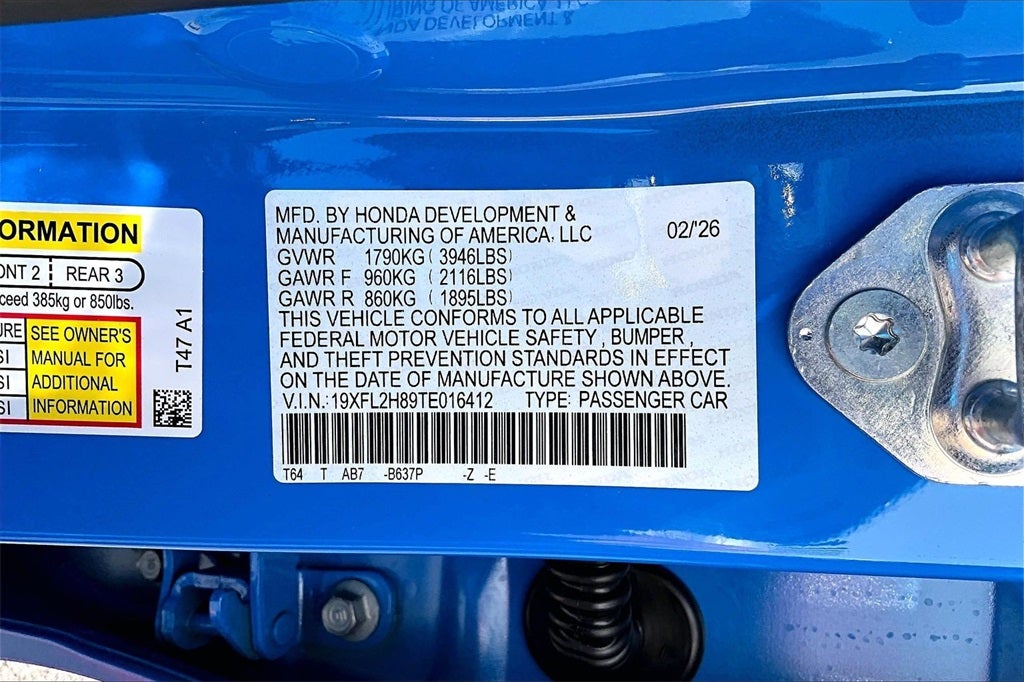 ORMATION
ONT 2 | REAR 3
ceed 385kg or 850lbs.
URE
SI
SI
SI
SEE OWNER'S
MANUAL FOR
ADDITIONAL
INFORMATION
T47 A1
MFD. BY HONDA DEVELOPMENT &
MANUFACTURING OF AMERICA, LLC 02/'26
GVWR 1790KG (3946LBS)
GAWR F 960KG (2116LBS)
GAWR R 860KG (1895LBS)
THIS VEHICLE CONFORMS TO ALL APPLICABLE
FEDERAL MOTOR VEHICLE SAFETY, BUMPER,
AND THEFT PREVENTION STANDARDS IN EFFECT
ON THE DATE OF MANUFACTURE SHOWN ABOVE.
V.I.N.:19XFL2H89TE016412 TYPE: PASSENGER CAR
T64 T AB7 -B637P -Z -E